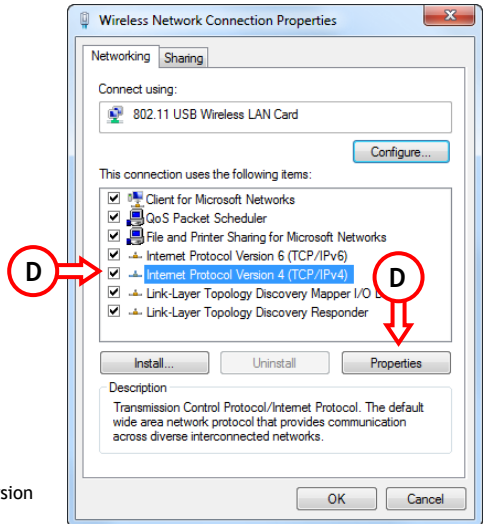 Wireless Network Connection Properties
Networking Sharing
Connect using:
802.11 USB Wireless LAN Card
Configure...
This connection uses the following items:
Client for Microsoft Networks
QoS Packet Scheduler
File and Printer Sharing for Microsoft Networks
Internet Protocol Version 6 (TCP/IPv6)
D Internet Protocol Version 4 (TCP/IPv4) D
Link-Layer Topology Discovery Mapper I/O
Link-Layer Topology Discovery Responder
Install... Uninstall Properties
Description
Transmission Control Protocol/Internet Protocol. The default
wide area network protocol that provides communication
across diverse interconnected networks.
sion
OK Cancel